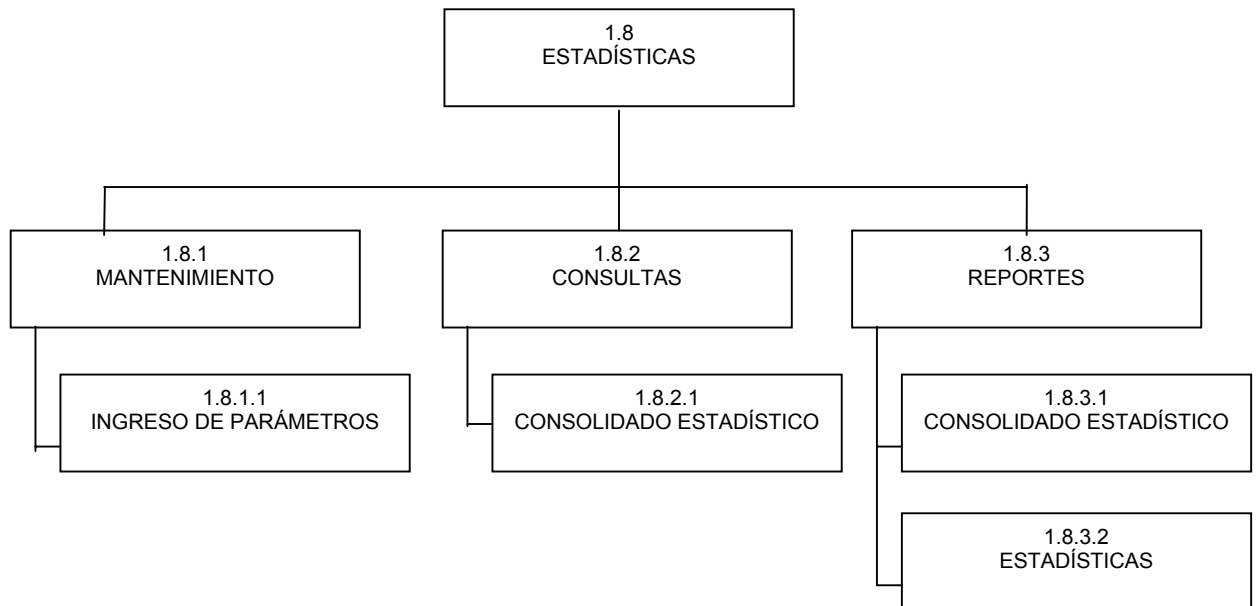 1.8
ESTADÍSTICAS
1.8.1
MANTENIMIENTO
1.8.2
CONSULTAS
1.8.3
REPORTES
1.8.1.1
INGRESO DE PARÁMETROS
1.8.2.1
CONSOLIDADO ESTADÍSTICO
1.8.3.1
CONSOLIDADO ESTADÍSTICO
1.8.3.2
ESTADÍSTICAS